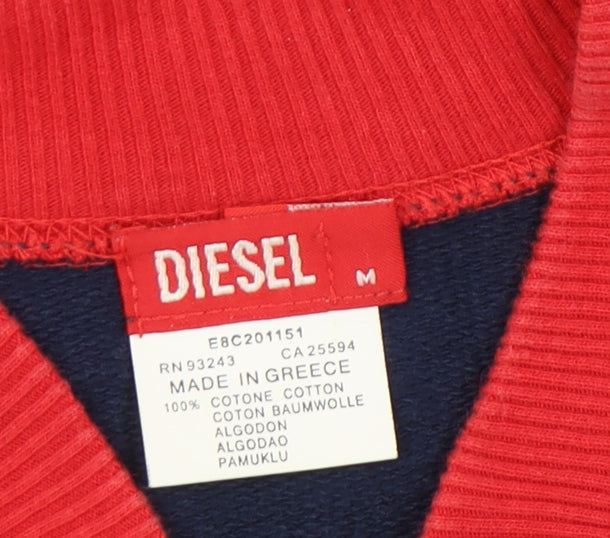 DIESEL M
E8C201151
RN 93243 CA 25594
MADE IN GREECE
100% COTONE COTTON
COTON BAUMWOLLE
ALGODON
ALGODAO
PAMUKLU